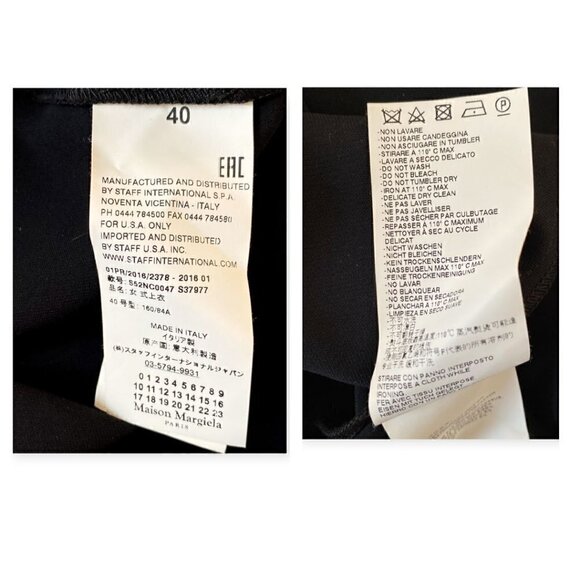 40
EAC
MANUFACTURED AND DISTRIBUTED
BY STAFF INTERNATIONAL S.P.A.
NOVENTA VICENTINA - ITALY
PH 0444 784500 FAX 0444 784580
FOR U.S.A. ONLY
IMPORTED AND DISTRIBUTED
BY STAFF U.S.A. INC.
WWW.STAFFINTERNATIONAL.COM
01PR/2016/2378 - 2016 01
款号: S52NC0047 S37977
品名: 女式上衣
40 号型: 160/84A
MADE IN ITALY
イタリア製
意大利製造
(株)スタッフインターナショナルジャパン
03-5794-9931
0 1 2 3 4 5 6 7 8 9
10 11 12 13 14 15 16
17 18 19 20 21 22 23
Maison Margiela
PARIS
P
-NON LAVARE
-NON USARE CANDEGGINA
-NON ASCIUGARE IN TUMBLER
-STIRARE A 110° C MAX
-LAVARE A SECCO DELICATO
-DO NOT WASH
-DO NOT BLEACH
-DO NOT TUMBLER DRY
-IRON AT 110° C MAX
-DELICATE DRY CLEAN
-NE PAS LAVER
-NE PAS JAVELLISER
-NE PAS SÉCHER PAR CULBUTAGE
-REPASSER A 110° C MAX
-NETTOYER À SEC AU CYCLE
DÉLICAT
-NICHT WASCHEN
-NICHT BLEICHEN
-KEIN TROCKENSCHLEUDERN
-NASSBUGELN MAX 110° C MAX
-FEINE TROCKENREINIGUNG
-NO LAVAR
-NO BLANQUEAR
-NO SECAR EN SECADORA
-PLANCHAR A 110° C MAX
-LIMPIEZA EN SECO SUAVE
STIRARE CON PANNO INTERPOSTO
INTERPOSE A CLOTH WHILE
IRONING
FER AVEC TISSU INTERPOSE